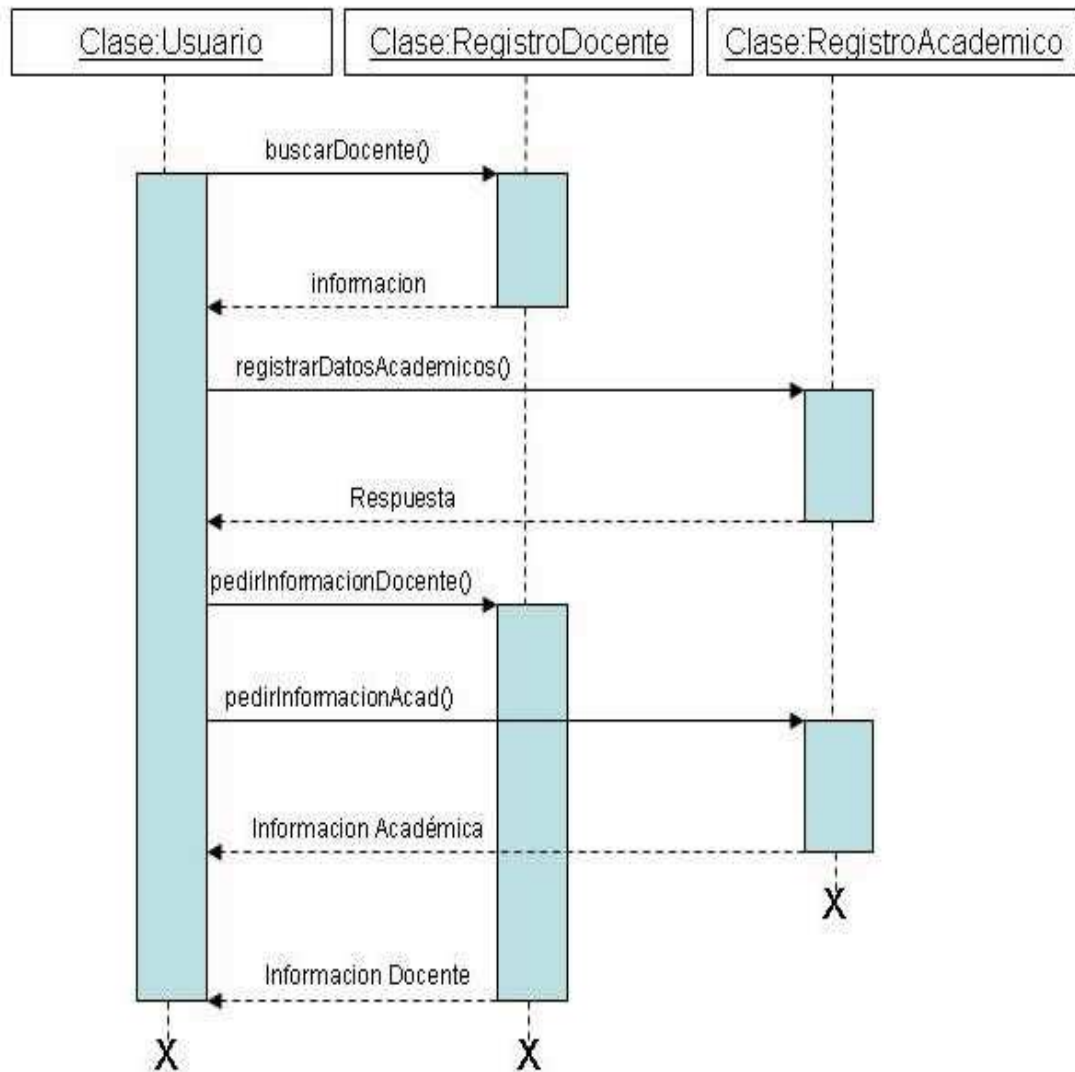 Clase:Usuario
Clase:RegistroDocente
Clase:RegistroAcademico
buscarDocente()
informacion
registrarDatosAcademicos()
Respuesta
pedirInformacionDocente()
pedirInformacionAcad()
Informacion Académica
X
Informacion Docente
X
X